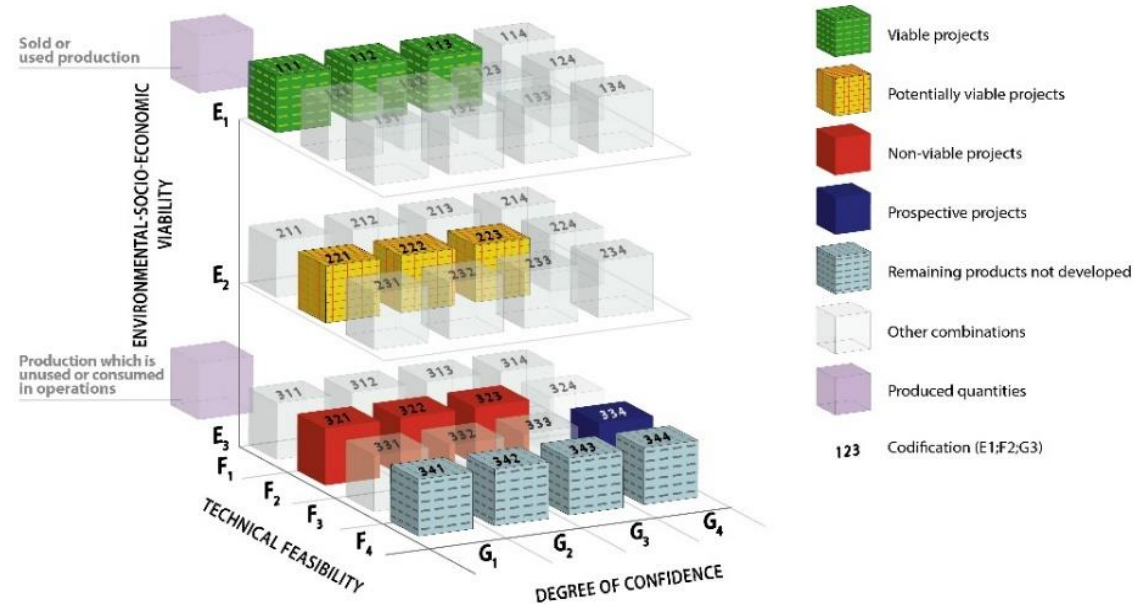 Sold or
used production
ENVIRONMENTAL-SOCIO-ECONOMIC
VIABILITY
E1
111
112
113
114
123
124
131
132
133
134
E2
211
212
213
214
221
222
223
224
231
232
233
234
Production which is
unused or consumed
in operations
E3
311
312
313
314
321
322
323
324
331
332
333
334
341
342
343
344
F1
F2
F3
F4
TECHNICAL FEASIBILITY
G1
G2
G3
G4
DEGREE OF CONFIDENCE
Viable projects
Potentially viable projects
Non-viable projects
Prospective projects
Remaining products not developed
Other combinations
Produced quantities
123 Codification (E1;F2;G3)